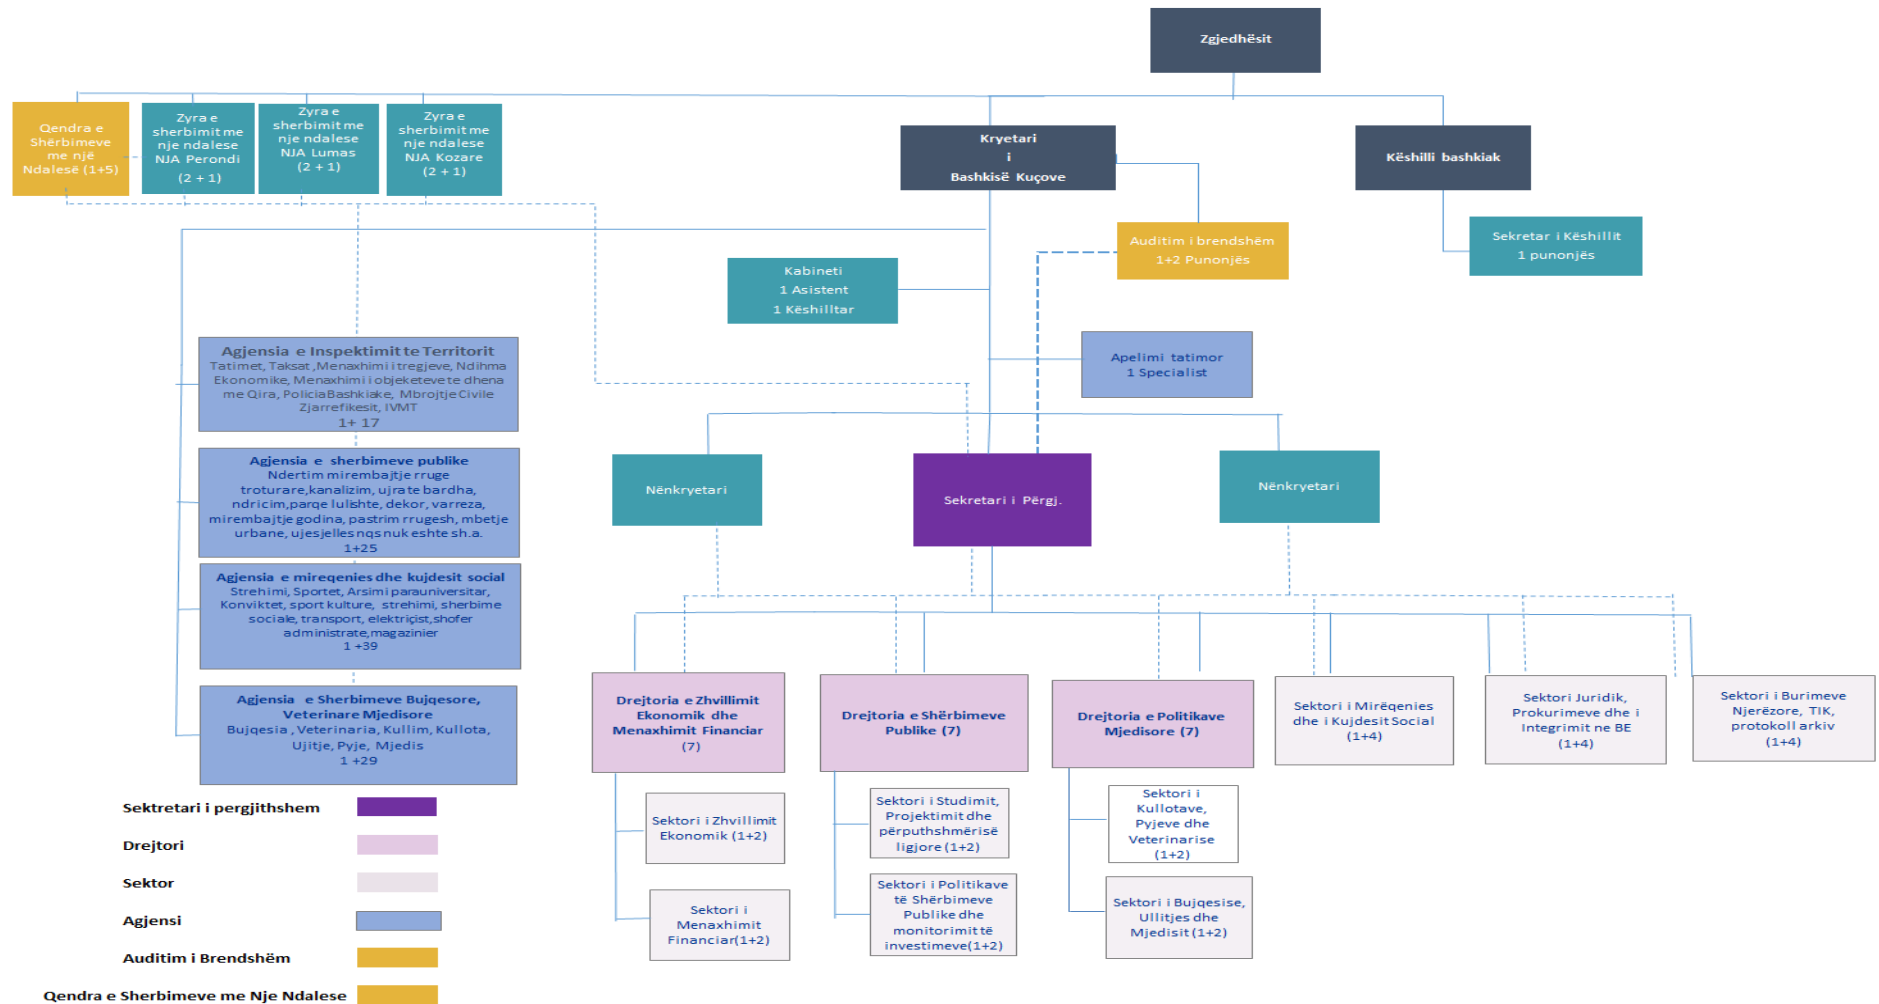 Zgjedhësit
Qendra e
Shërbimeve
me një
Ndalesë (1+5)
Zyra e
sherbimit me
nje ndalese
NJA Perondi
(2 + 1)
Zyra e
sherbimit me
nje ndalese
NJA Lumas
(2 + 1)
Zyra e
sherbimit me
nje ndalese
NJA Kozare
(2 + 1)
Kryetari
i
Bashkisë Kuçove
Këshilli bashkiak
Auditim i brendshëm
1+2 Punonjës
Sekretar i Këshillit
1 punonjës
Kabineti
1 Asistent
1 Këshilltar
Apelimi tatimor
1 Specialist
Agjensia e Inspektimit te Territorit
Tatimet, Taksat ,Menaxhimi i tregjeve, Ndihma
Ekonomike, Menaxhimi i objeketeve te dhena
me Qira, Policia Bashkiake, Mbrojtje Civile
Zjarrefikesit, IVMT
1+ 17
Agjensia e sherbimeve publike
Ndertim mirembajtje rruge
troturare,kanalizim, ujra te bardha,
ndricim,parqe lulishte, dekor, varreza,
mirembajtje godina, pastrim rrugesh, mbetje
urbane, ujesjelles nqs nuk eshte sh.a.
1+25
Agjensia e mireqenies dhe kujdesit social
Strehimi, Sportet, Arsimi parauniversitar,
Konviktet, sport kulture, strehimi, sherbime
sociale, transport, elektriçist,shofer
administrate,magazinier
1 +39
Agjensia e Sherbimeve Bujqesore,
Veterinare Mjedisore
Bujqesia , Veterinaria, Kullim, Kullota,
Ujitje, Pyje, Mjedis
1 +29
Nënkryetari
Sekretari i Përgj.
Nënkryetari
Drejtoria e Zhvillimit
Ekonomik dhe
Menaxhimit Financiar
(7)
Drejtoria e Shërbimeve
Publike (7)
Drejtoria e Politikave
Mjedisore (7)
Sektori i Mirëqenies
dhe i Kujdesit Social
(1+4)
Sektori Juridik,
Prokurimeve dhe i
Integrimit ne BE
(1+4)
Sektori i Burimeve
Njerëzore, TIK,
protokoll arkiv
(1+4)
Sektori i Zhvillimit
Ekonomik (1+2)
Sektori i
Menaxhimit
Financiar(1+2)
Sektori i Studimit,
Projektimit dhe
përputhshmërisë
ligjore (1+2)
Sektori i Politikave
të Shërbimeve
Publike dhe
monitorimit të
investimeve(1+2)
Sektori i
Kullotave,
Pyjeve dhe
Veterinarise
(1+2)
Sektori i Bujqesise,
Ullitjes dhe
Mjedisit (1+2)
Sektretari i pergjithshem
Drejtori
Sektor
Agjensi
Auditim i Brendshëm
Qendra e Sherbimeve me Nje Ndalese